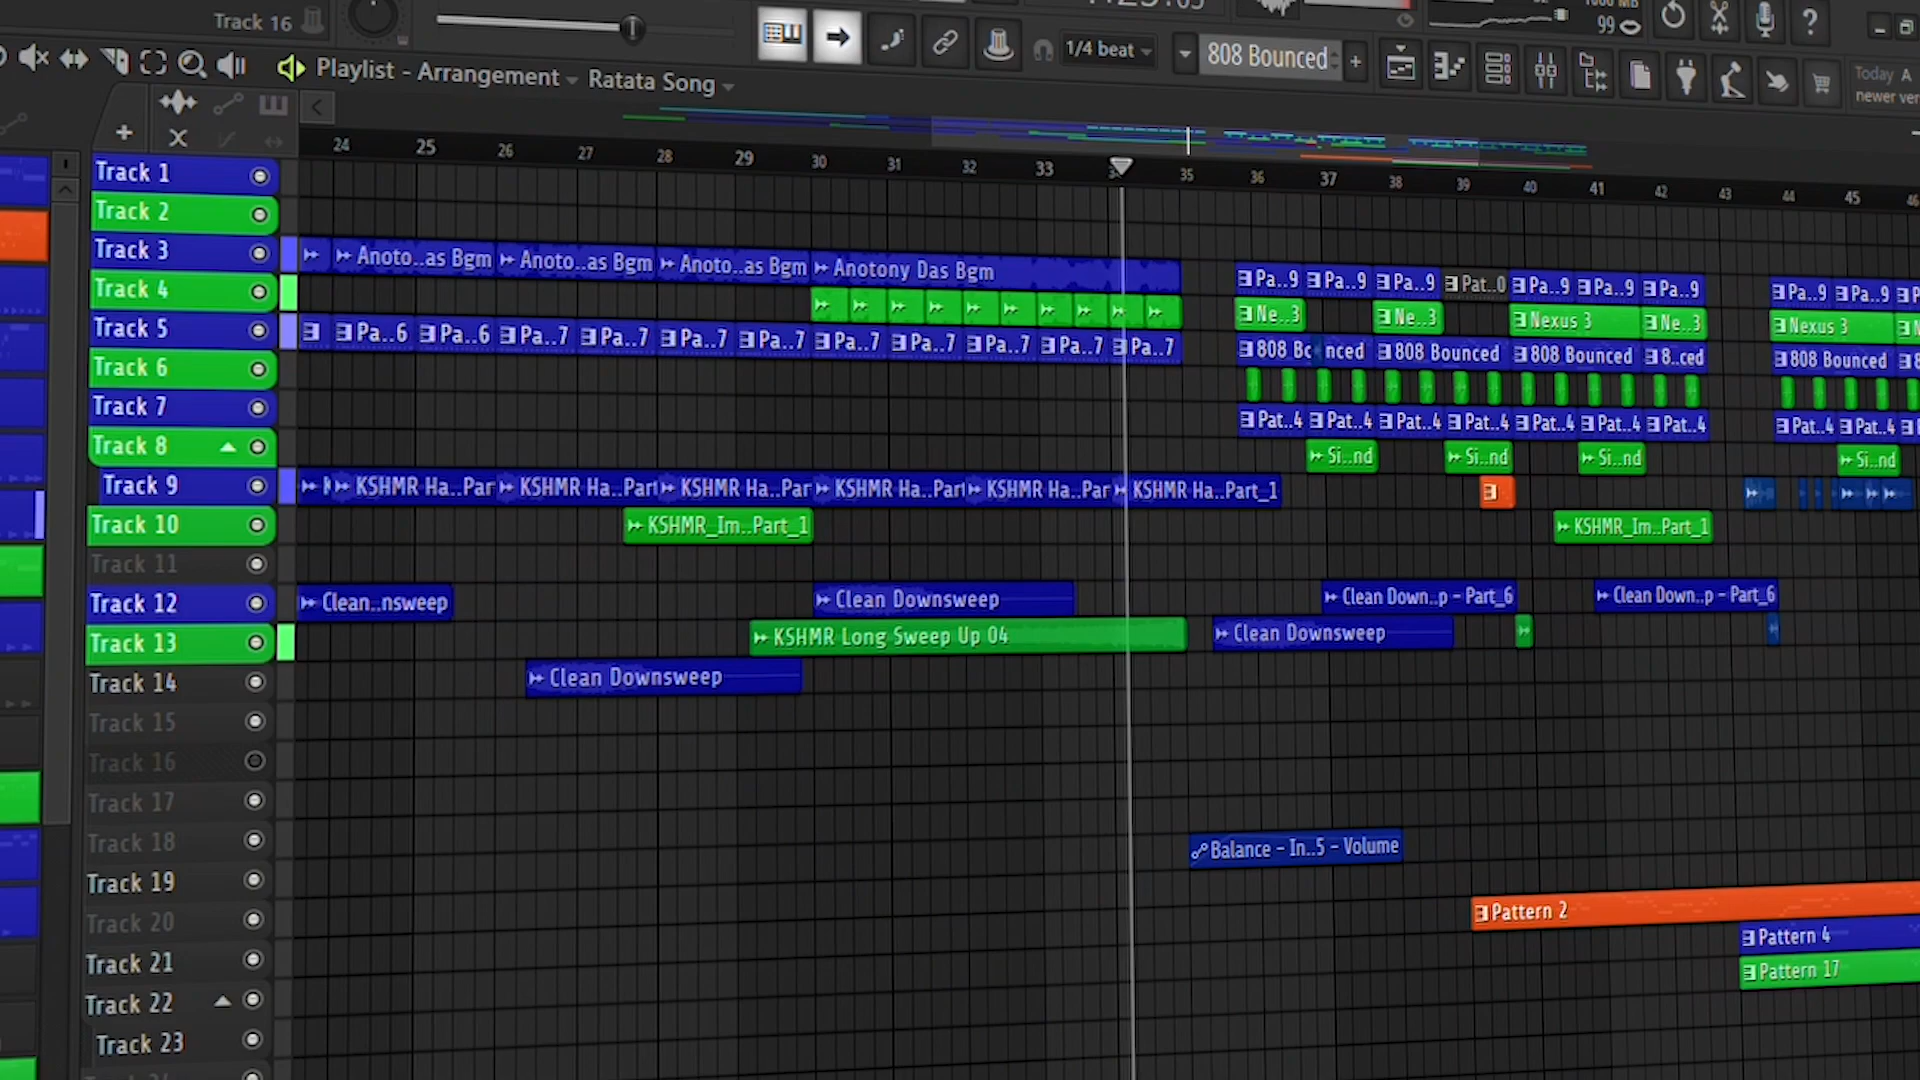 Track 16
1/4 beat
808 Bounced
99
Today
newer ver
Playlist - Arrangement
Ratata Song
24 25 26 27 28 29 30 31 32 33 35 36 37 38 39 40 41 42 43 44 45 46
Track 1
Track 2
Track 3 Anoto..as Bgm Anoto..as Bgm Anoto..as Bgm Anotony Das Bgm Pa..9 Pa..9 Pa..9 Pat..0 Pa..9 Pa..9 Pa..9 Pa..9 Pa..9
Track 4 Ne..3 Ne..3 Nexus 3 Ne..3 Nexus 3
Track 5 Pa..6 Pa..6 Pa..7 Pa..7 Pa..7 Pa..7 Pa..7 Pa..7 Pa..7 Pa..7 Pa..7 808 Bounced 808 Bounced 8..ced 808 Bounced
Track 6
Track 7 Pat..4 Pat..4 Pat..4 Pat..4 Pat..4 Pat..4 Pat..4 Pat..4 Pat..4
Track 8 Si..nd Si..nd Si..nd Si..nd
Track 9 KSHMR Ha..Par KSHMR Ha..Part KSHMR Ha..Par KSHMR Ha..Part KSHMR Ha..Par KSHMR Ha..Part_1
Track 10 KSHMR_Im..Part_1 KSHMR_Im..Part_1
Track 11
Track 12 Clean..nsweep Clean Downsweep Clean Down..p - Part_6 Clean Down..p - Part_6
Track 13 KSHMR Long Sweep Up 04 Clean Downsweep
Track 14 Clean Downsweep
Track 15
Track 16
Track 17
Track 18 Balance - In..5 - Volume
Track 19
Track 20 Pattern 2
Track 21 Pattern 4
Track 22 Pattern 17
Track 23